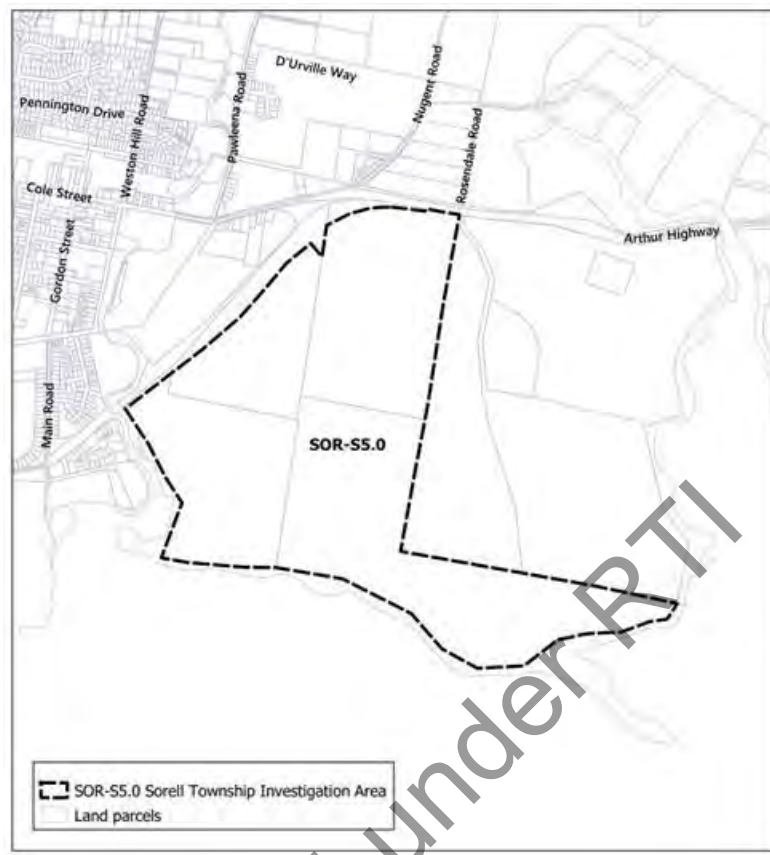 D'Urville Way
Nugent Road
Pennington Drive
Weston Hill Road
Pawleena Road
Rosendale Road
Cole Street
Gordon Street
Arthur Highway
Main Road
SOR-S5.0
under RTI
SOR-S5.0 Sorell Township Investigation Area
Land parcels